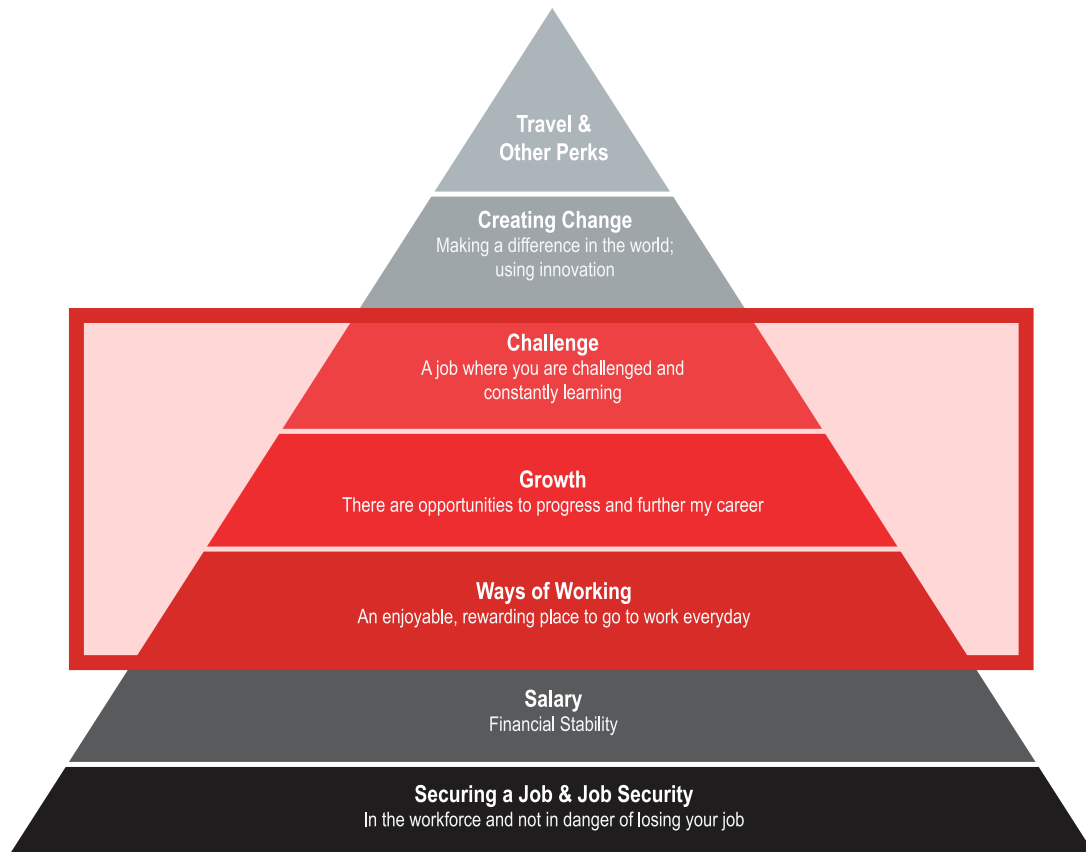 Travel &
Other Perks
Creating Change
Making a difference in the world;
using innovation
Challenge
A job where you are challenged and
constantly learning
Growth
There are opportunities to progress and further my career
Ways of Working
An enjoyable, rewarding place to go to work everyday
Salary
Financial Stability
Securing a Job & Job Security
In the workforce and not in danger of losing your job